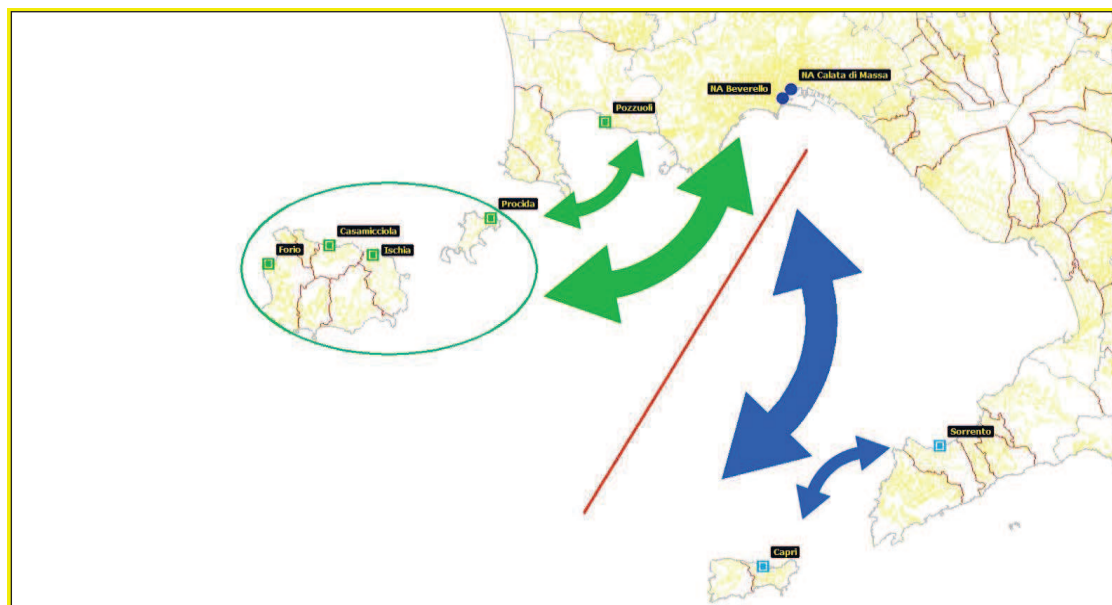 NA Calata di Massa
NA Beverello
Pozzuoli
Procida
Casamicciola
Forio
Ischia
Sorrento
Capri